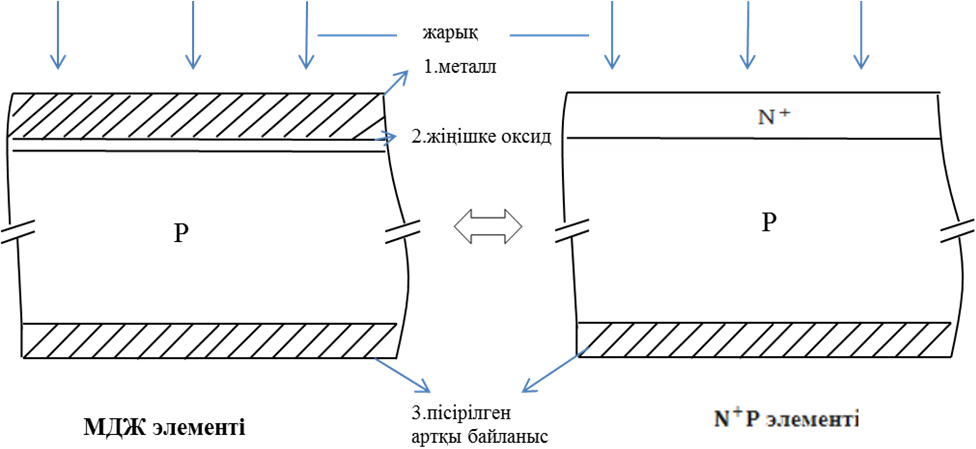 жарық
1.металл
N⁺
2.жіңішке оксид
P
P
3.пісірілген
артқы байланыс
МДЖ элементі
N⁺P элементі